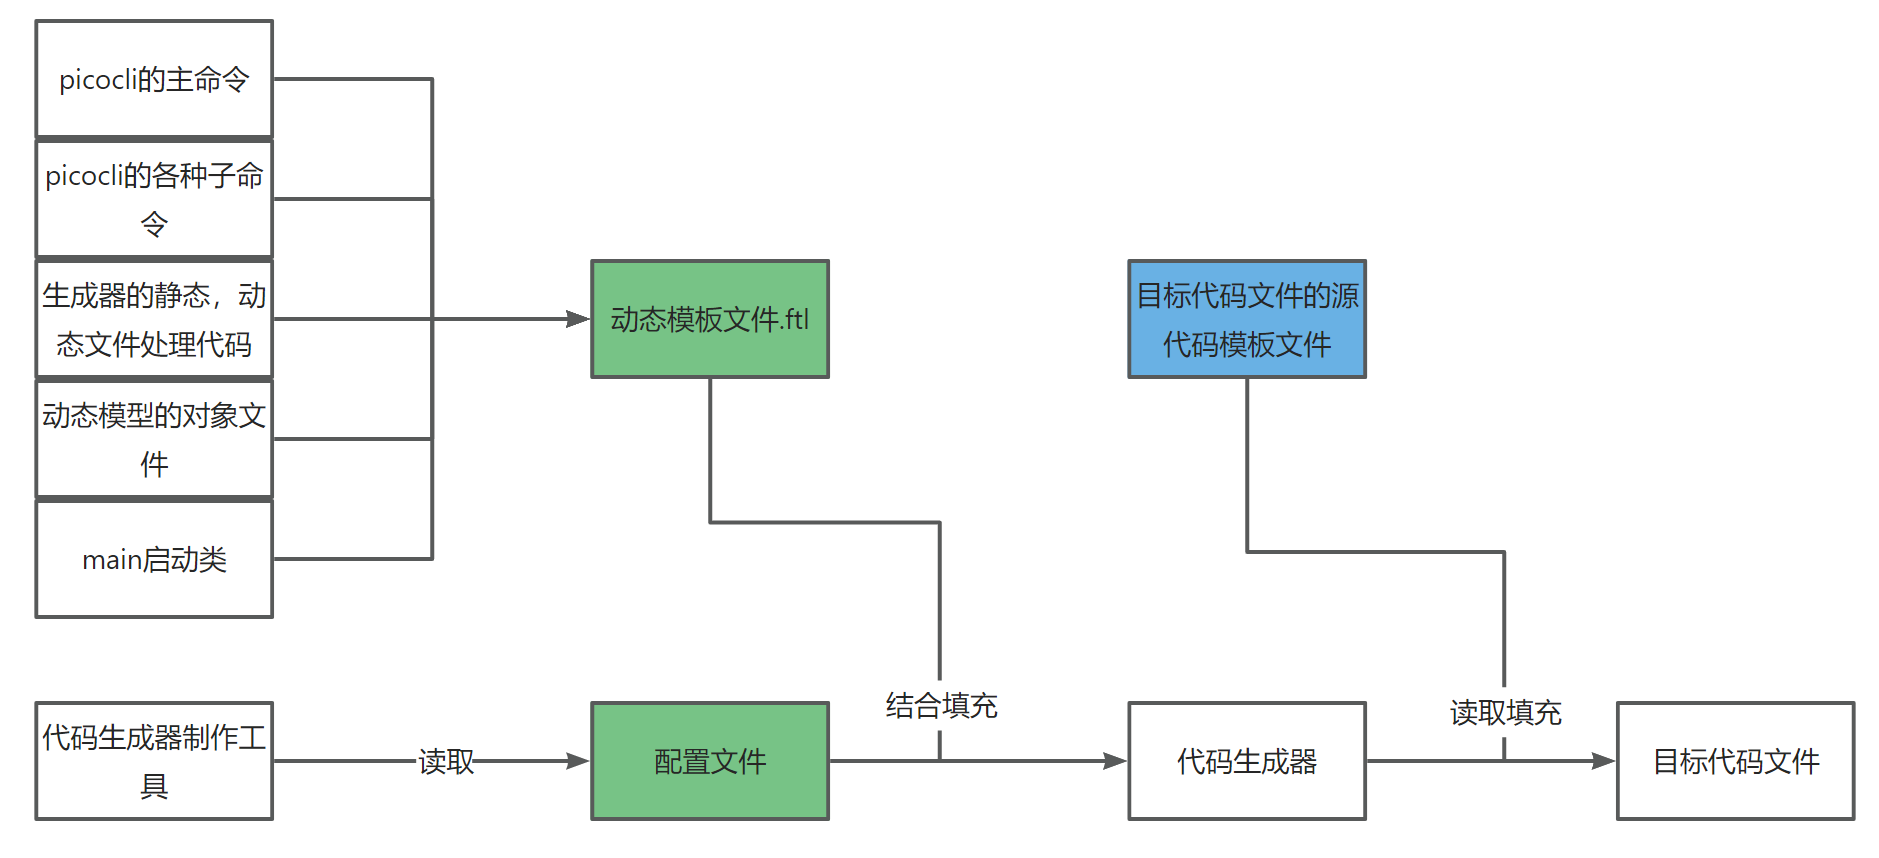 picocli的主命令
picocli的各种子命
令
生成器的静态，动
态文件处理代码
动态模型的对象文
件
main启动类
动态模板文件.ftl
目标代码文件的源
代码模板文件
代码生成器制作工
具
读取
配置文件
结合填充
代码生成器
读取填充
目标代码文件